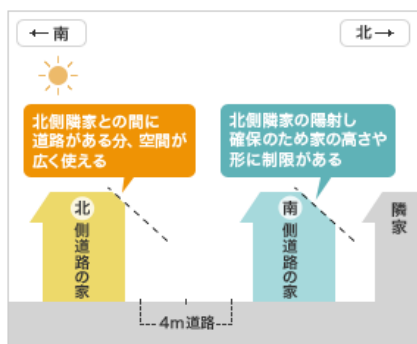 ←南
北→
北側隣家との間に
道路がある分、空間が
広く使える
北側隣家の陽射し
確保のため家の高さや
形に制限がある
北側道路の家
南側道路の家
隣家
4m道路